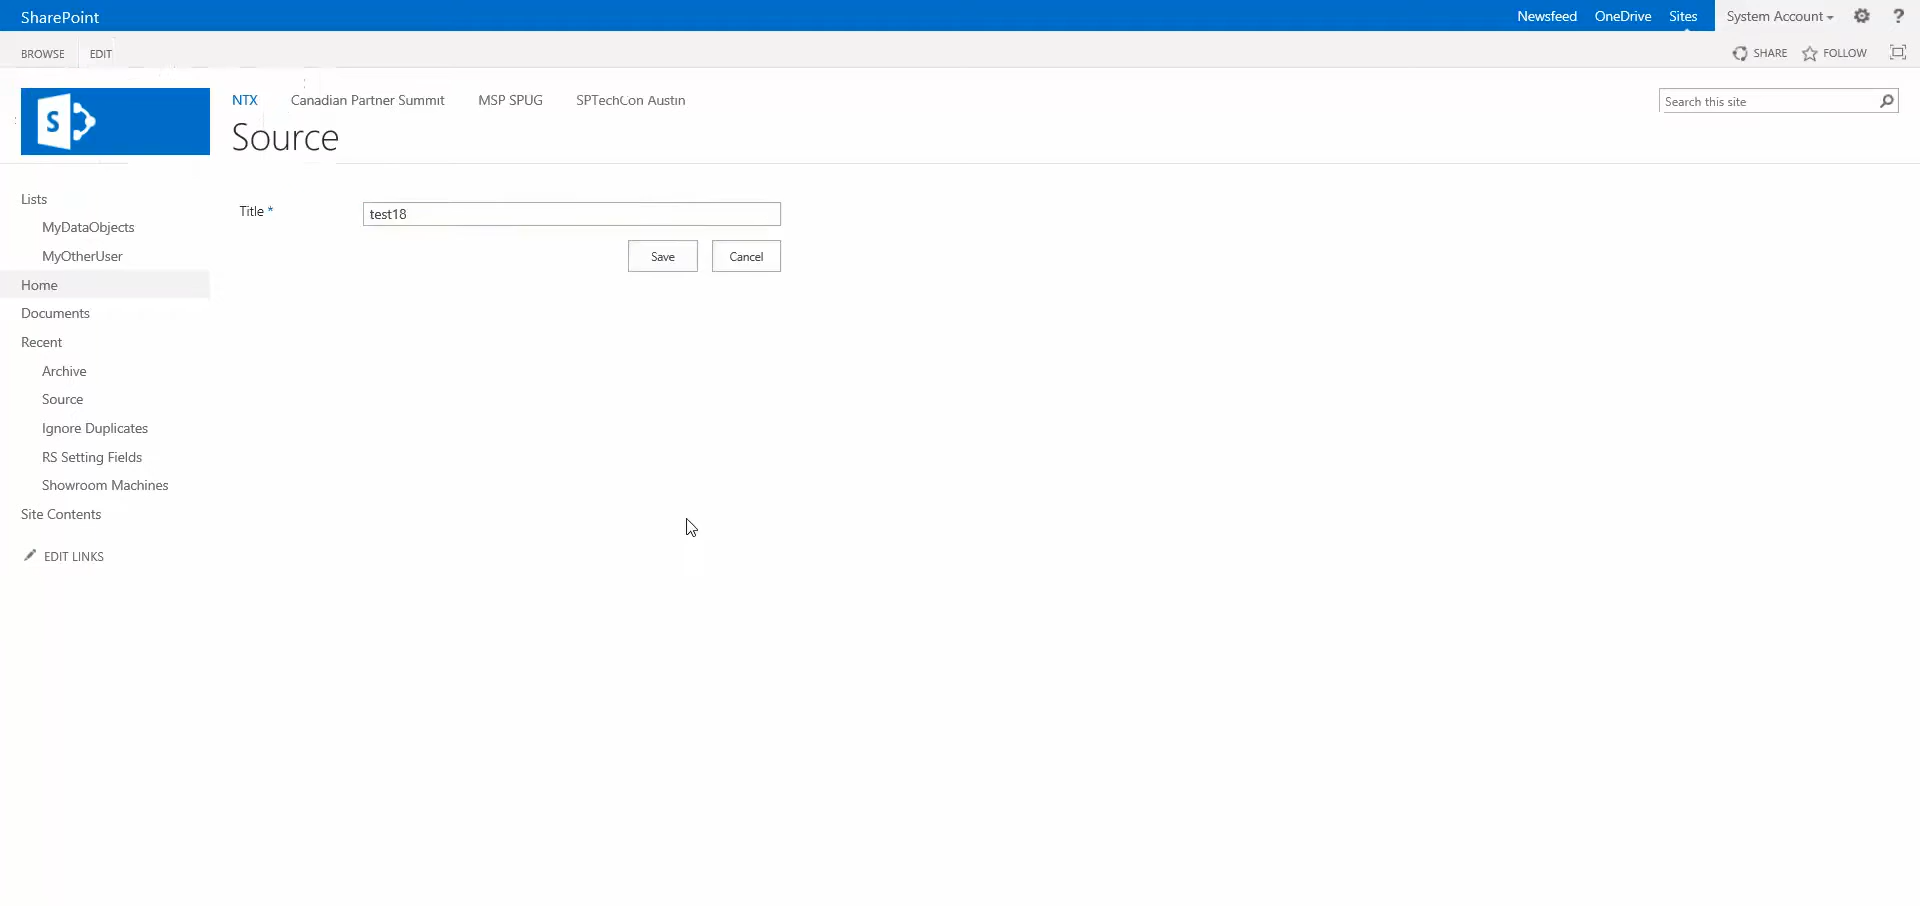 SharePoint
Newsfeed OneDrive Sites System Account ?
BROWSE EDIT
SHARE FOLLOW
S
NTX Canadian Partner Summit MSP SPUG SPTechCon Austin
Search this site
Source
Lists
MyDataObjects
MyOtherUser
Home
Documents
Recent
Archive
Source
Ignore Duplicates
RS Setting Fields
Showroom Machines
Site Contents
EDIT LINKS
Title *
test18
Save Cancel